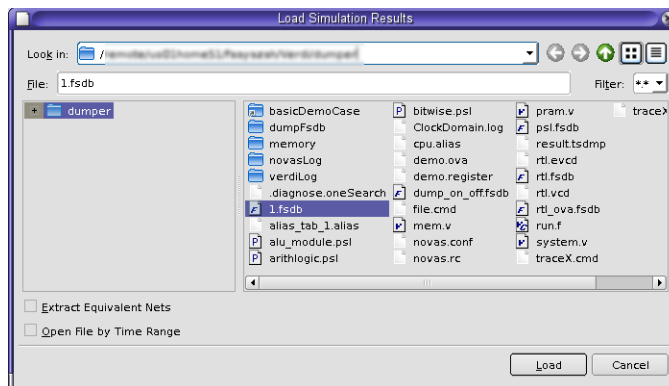 Load Simulation Results
Look in: /
File: 1.fsdb Filter: *.*
dumper
basicDemoCase bitwise.psl pram.v traceX
dumpFsdb ClockDomain.log psl.fsdb
memory cpu.alias result.tsdmp
novasLog demo.ova rtl.evcd
verdiLog demo.register rtl.fsdb
.diagnose.oneSearch dump_on_off.fsdb rtl.vcd
1.fsdb file.cmd rtl_ova.fsdb
alias_tab_1.alias mem.v run.f
alu_module.psl novas.conf system.v
arithlogic.psl novas.rc traceX.cmd
Extract Equivalent Nets
Open File by Time Range
Load Cancel